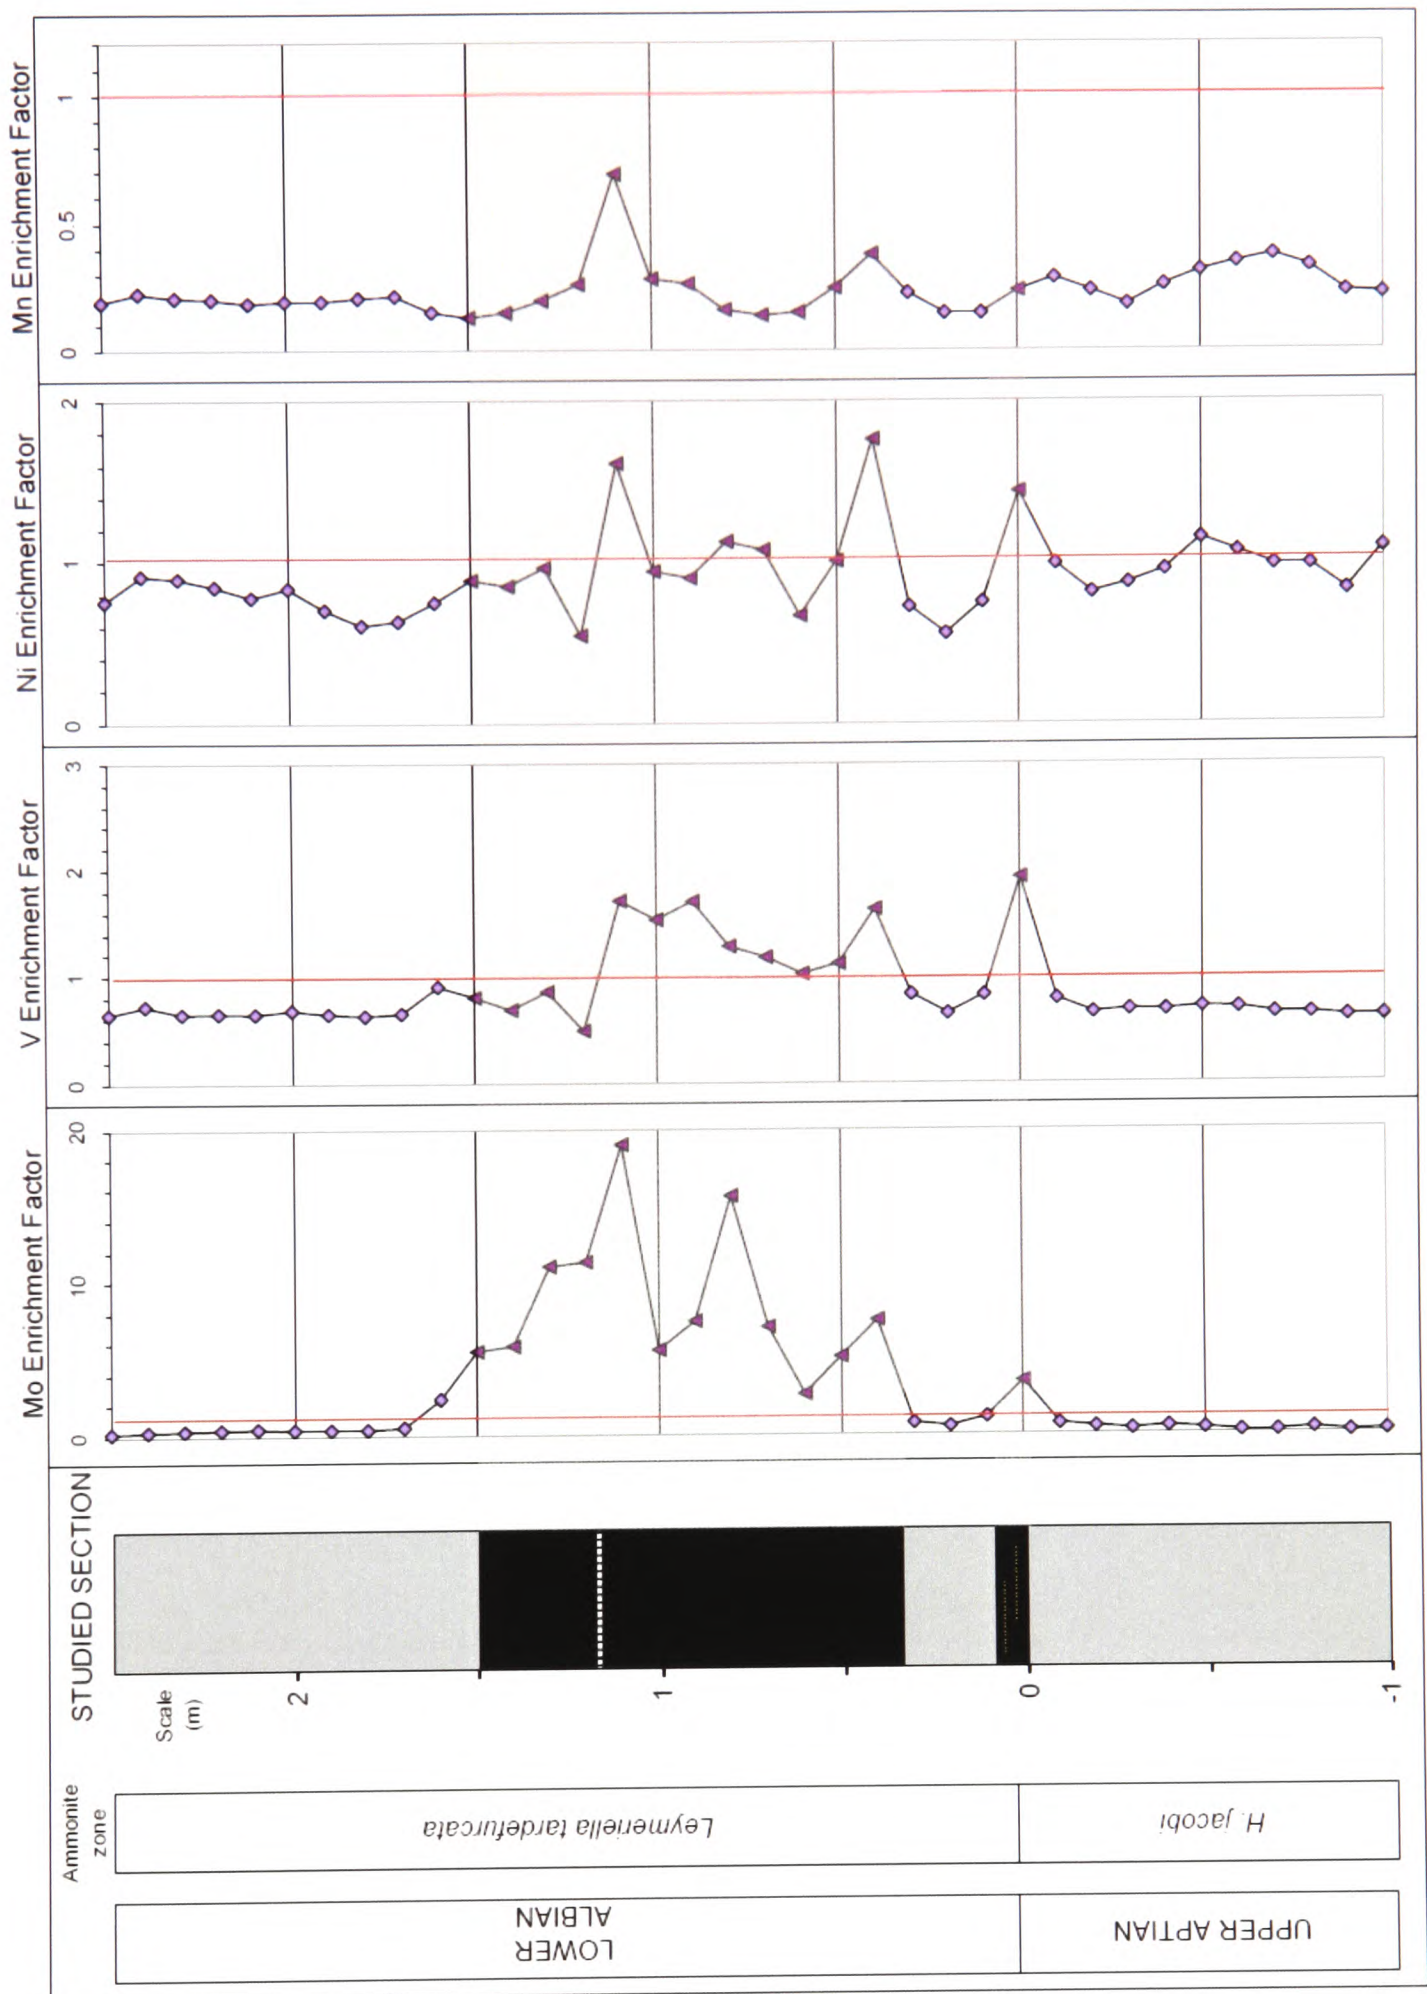 Mn Enrichment Factor
0
0.5
1
Ni Enrichment Factor
0
1
2
V Enrichment Factor
0
1
2
3
Mo Enrichment Factor
0
10
20
STUDIED SECTION
Scale
(m)
2
1
0
-1
Ammonite
zone
Leymeriella tardefurcata
H. jacobi
LOWER
ALBIAN
UPPER APTIAN